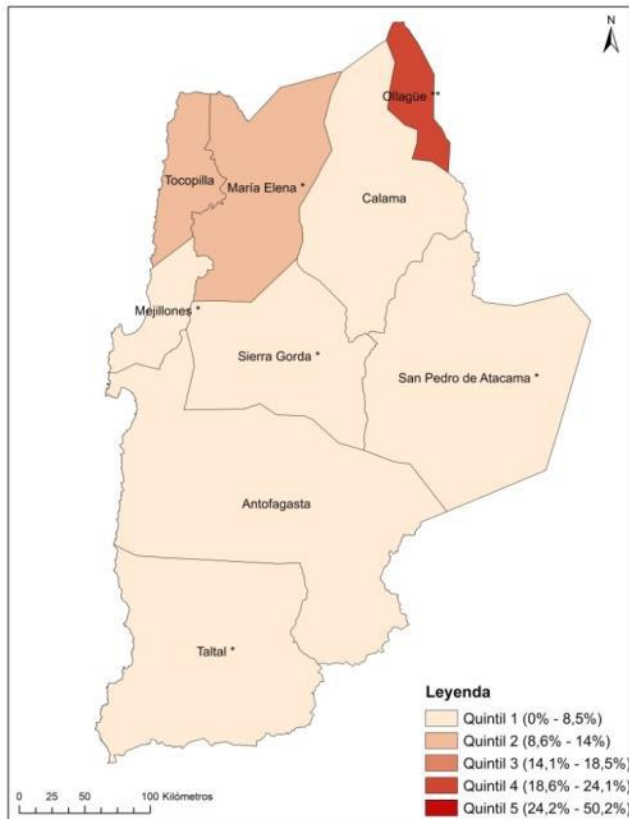 N
Ollagüe **
Tocopilla
María Elena *
Calama
Mejillones *
Sierra Gorda *
San Pedro de Atacama *
Antofagasta
Taltal *
Leyenda
Quintil 1 (0% - 8,5%)
Quintil 2 (8,6% - 14%)
Quintil 3 (14,1% - 18,5%)
Quintil 4 (18,6% - 24,1%)
Quintil 5 (24,2% - 50,2%)
0 25 50 100 Kilómetros